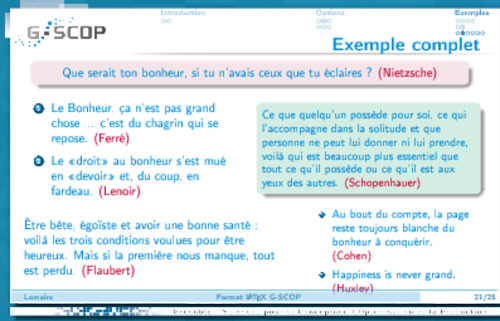 Introduction
Options
Exemples
G-SCOP
Exemple complet
Que serait ton bonheur, si tu n'avais ceux que tu éclaires ? (Nietzsche)
1 Le Bonheur, ça n'est pas grand
chose ... c'est du chagrin qui se
repose. (Ferré)
2 Le «droit» au bonheur s'est mué
en «devoir» et, du coup, en
fardeau. (Lenoir)
Ce que quelqu'un possède pour soi, ce qui
l'accompagne dans la solitude et que
personne ne peut lui donner ni lui prendre,
voilà qui est beaucoup plus essentiel que
tout ce qu'il possède ou ce qu'il est aux
yeux des autres. (Schopenhauer)
Être bête, égoïste et avoir une bonne santé :
voilà les trois conditions voulues pour être
heureux. Mais si la première nous manque, tout
est perdu. (Flaubert)
Au bout du compte, la page
reste toujours blanche du
bonheur à conquérir.
(Cohen)
Happiness is never grand.
(Huxley)
Lemaire
Format LATEX G-SCOP
21/25